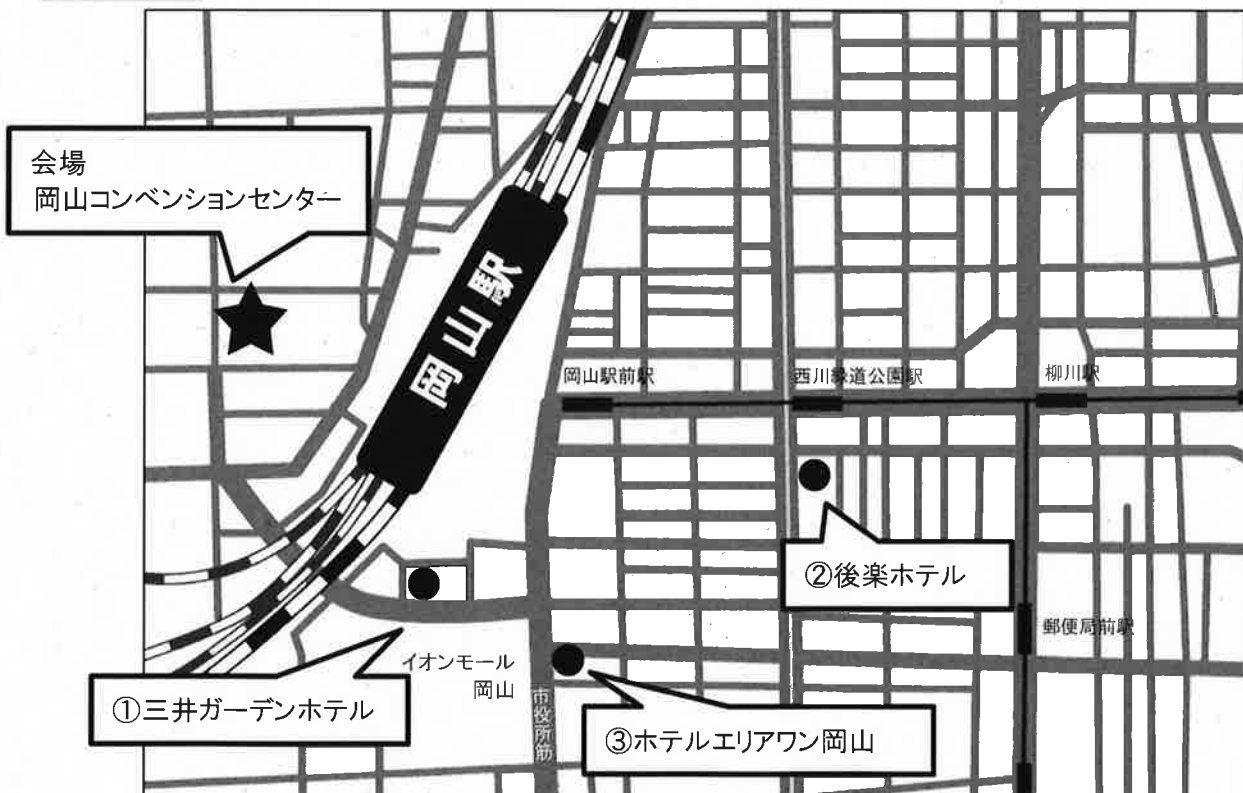 会場
岡山コンベンションセンター
岡山駅
岡山駅前駅
西川緑道公園駅
柳川駅
②後楽ホテル
郵便局前駅
イオンモール
岡山
①三井ガーデンホテル
市役所筋
③ホテルエリアワン岡山